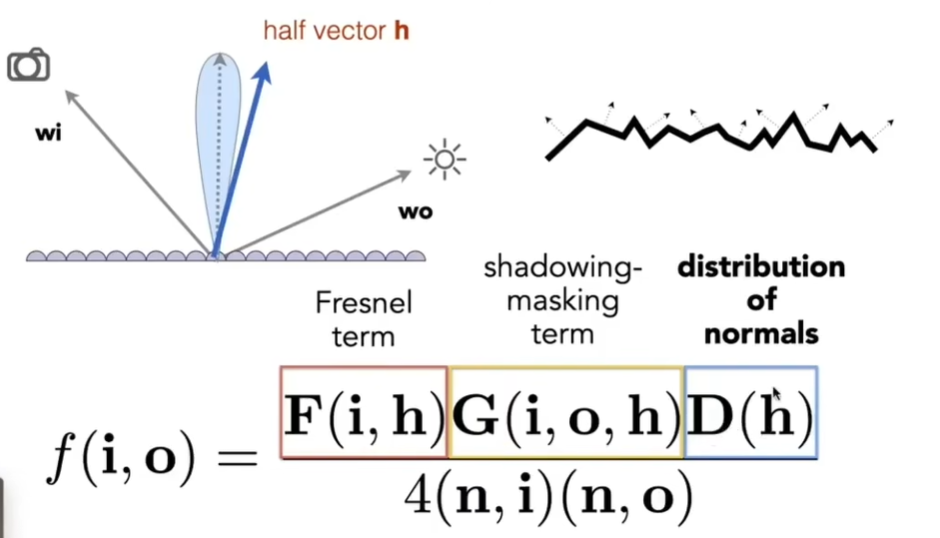 half vector h
wi
wo
shadowing-
masking
term
distribution
of
normals
Fresnel
term
f(i, o) = F(i, h)G(i, o, h)D(h)
4(n, i)(n, o)